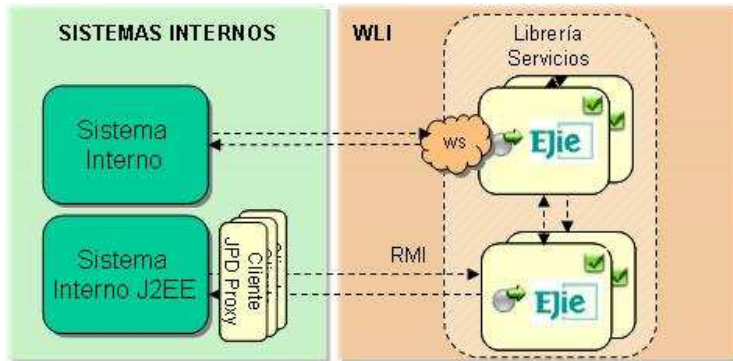 SISTEMAS INTERNOS
WLI
Librería
Servicios
Sistema
Interno
ws
EJie
Sistema
Interno J2EE
Cliente
JPD Proxy
RMI
EJie